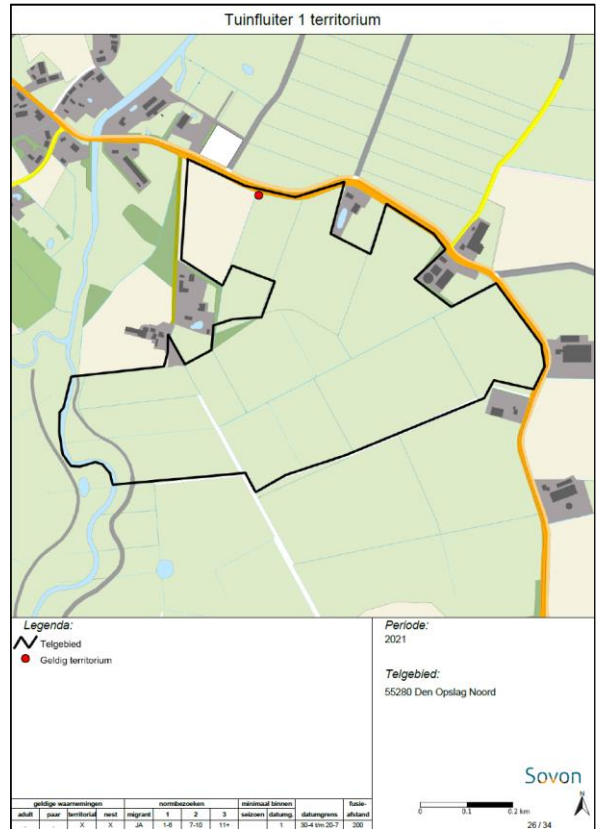 Tuinfluiter 1 territorium
Legenda:
Telgebied
Geldig territorium
Periode:
2021
Telgebied:
55280 Den Opslag Noord
Sovon
0 0.1 0.2 km
N
26 / 34
geldige waarnemingen normbezoeken minimaal binnen fusie-
adult paar territorial nest migrant 1 2 3 seizoen datumg. datumgrens afstand
. . X X JA 1-6 7-10 11+ . 1 30-4 t/m 20-7 200